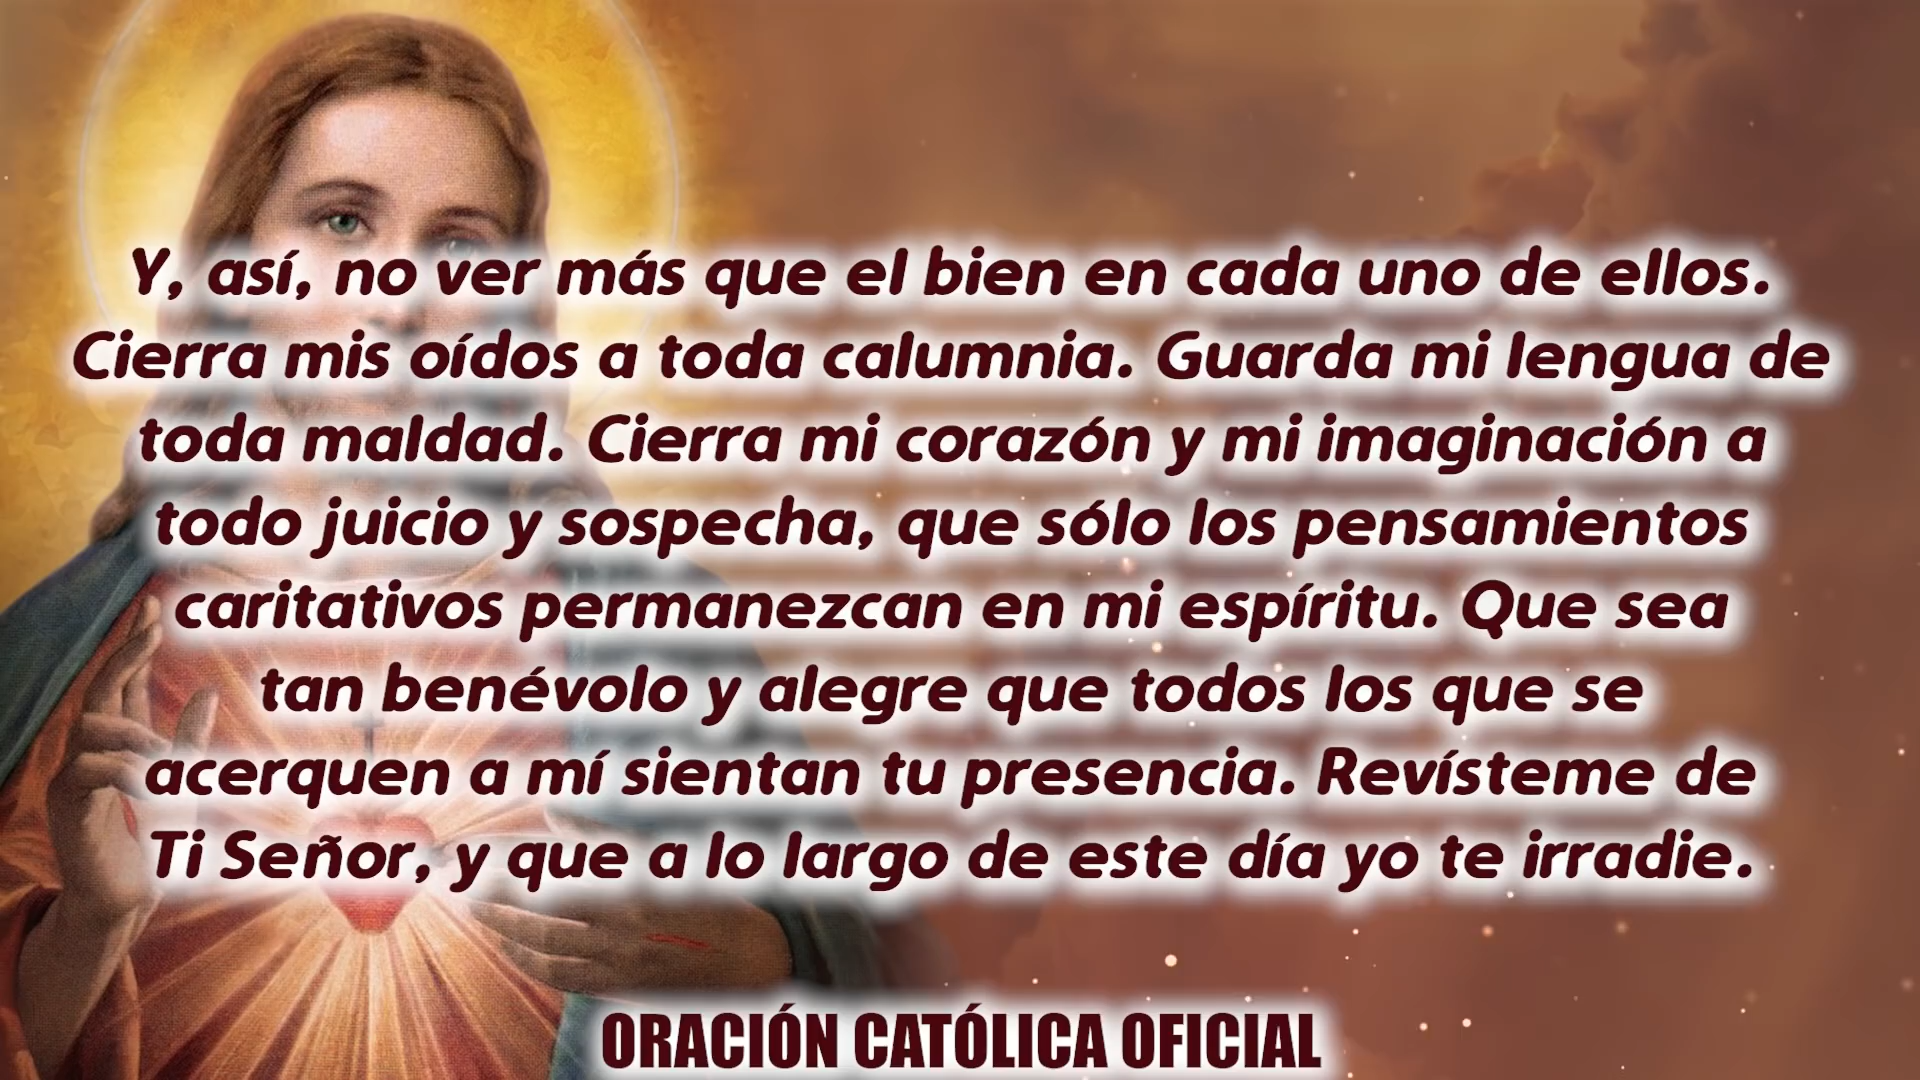 Y, así, no ver más que el bien en cada uno de ellos.
Cierra mis oídos a toda calumnia. Guarda mi lengua de
toda maldad. Cierra mi corazón y mi imaginación a
todo juicio y sospecha, que sólo los pensamientos
caritativos permanezcan en mi espíritu. Que sea
tan benévolo y alegre que todos los que se
acerquen a mí sientan tu presencia. Revísteme de
Ti Señor, y que a lo largo de este día yo te irradie.
ORACIÓN CATÓLICA OFICIAL